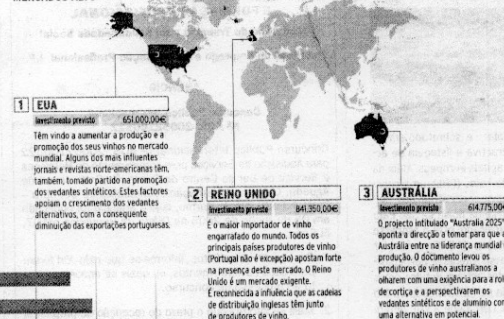 1 EUA
Investimento previsto 651.000,00€
Têm vindo a aumentar a produção e a
promoção dos seus vinhos no mercado
mundial. Alguns dos mais influentes
jornais e revistas norte-americanas têm,
também, tomado partido na promoção
dos vedantes sintéticos. Estes factores
apoiam o crescimento dos vedantes
alternativos, com a consequente
diminuição das exportações portuguesas.
2 REINO UNIDO
Investimento previsto 841.350,00€
É o maior importador de vinho
engarrafado do mundo. Todos os
principais países produtores de vinho
(Portugal não é excepção) apostam forte
na presença deste mercado. O Reino
Unido é um mercado exigente.
É reconhecida a influência que as cadeias
de distribuição inglesas têm junto
de produtores de vinho.
3 AUSTRÁLIA
Investimento previsto 614.775,00€
O projecto intitulado "Australia 2025"
aponta a direcção a tomar para que a
Austrália entre na liderança mundial
produção. O documento levou os
produtores de vinho australianos a
olharem com uma exigência para a rol
de cortiça e a perspectivarem os
vedantes sintéticos e de alumínio com
uma alternativa em potencial.